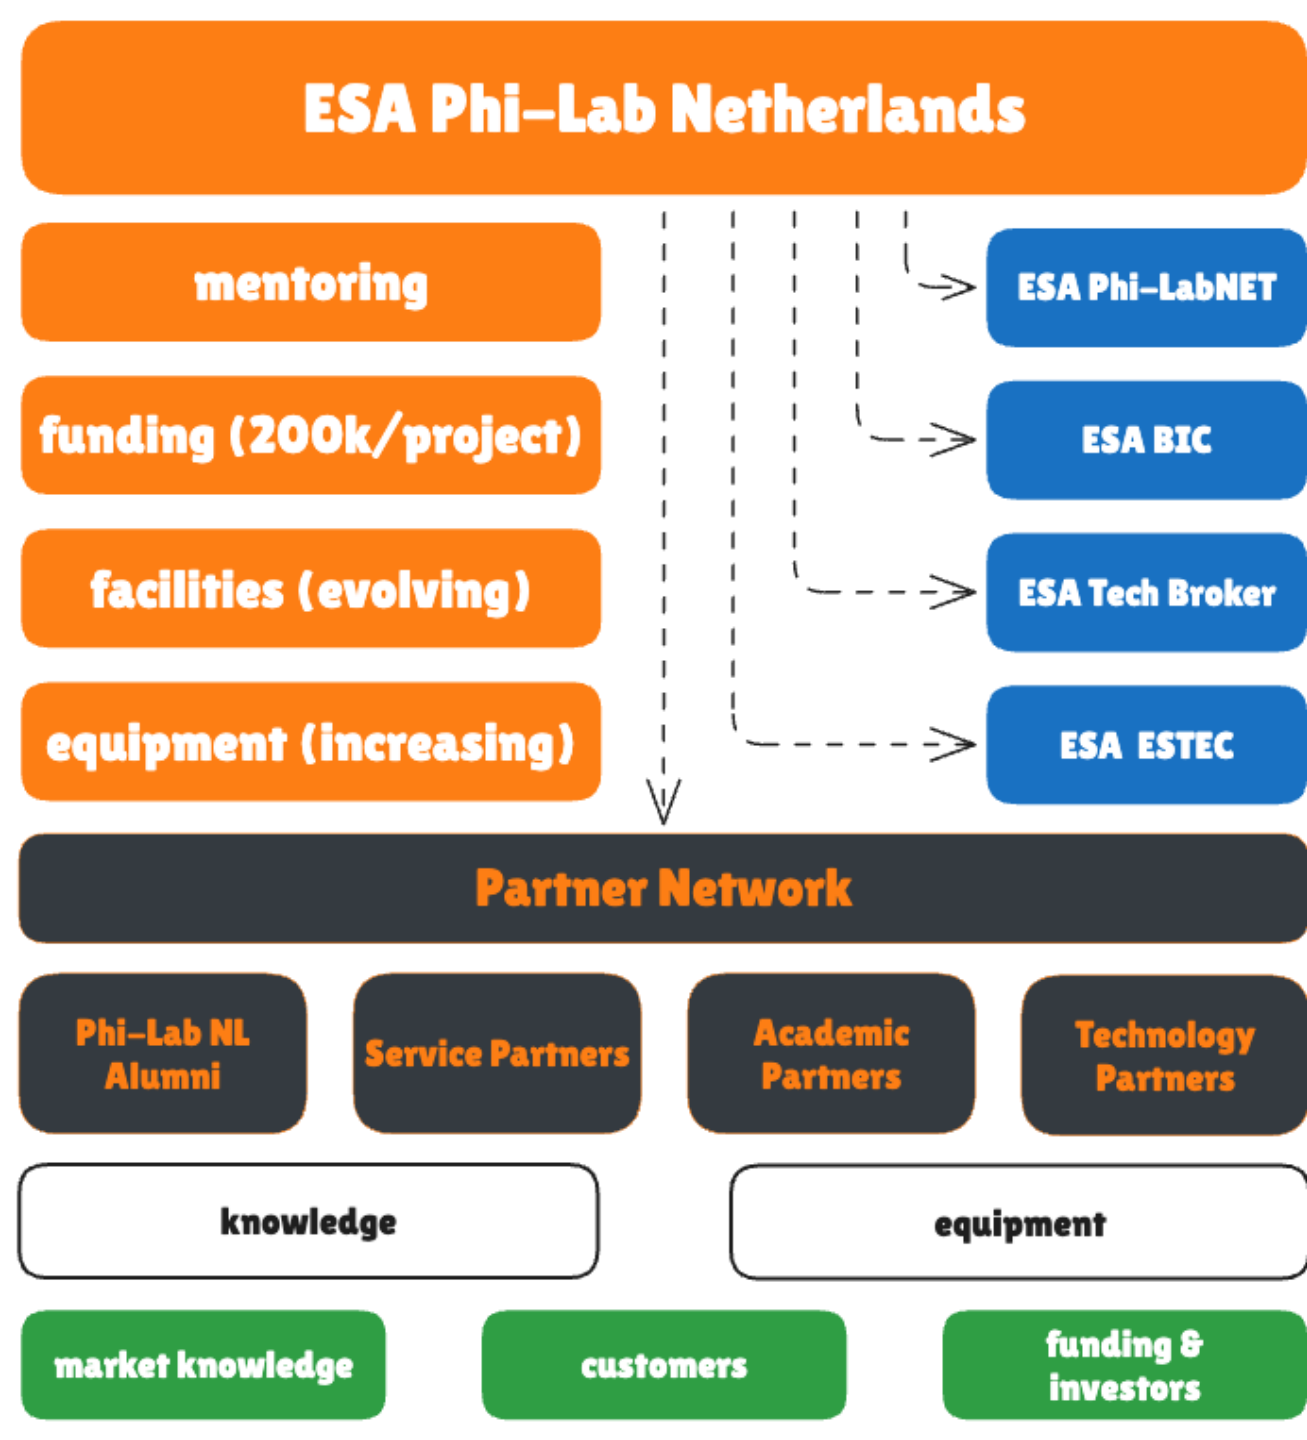 ESA Phi-Lab Netherlands
mentoring
ESA Phi-LabNET
funding (200k/project)
ESA BIC
facilities (evolving)
ESA Tech Broker
equipment (increasing)
ESA ESTEC
Partner Network
Phi-Lab NL
Alumni
Service Partners
Academic
Partners
Technology
Partners
knowledge
equipment
market knowledge
customers
funding &
investors